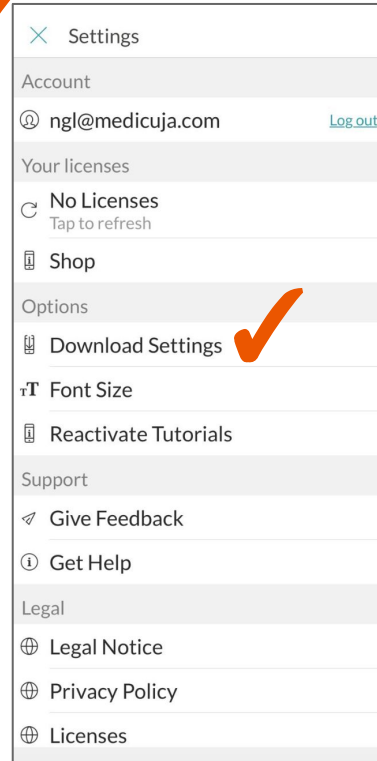 Settings
Account
ngl@medicuja.com Log out
Your licenses
No Licenses
Tap to refresh
Shop
Options
Download Settings
TT Font Size
Reactivate Tutorials
Support
Give Feedback
Get Help
Legal
Legal Notice
Privacy Policy
Licenses